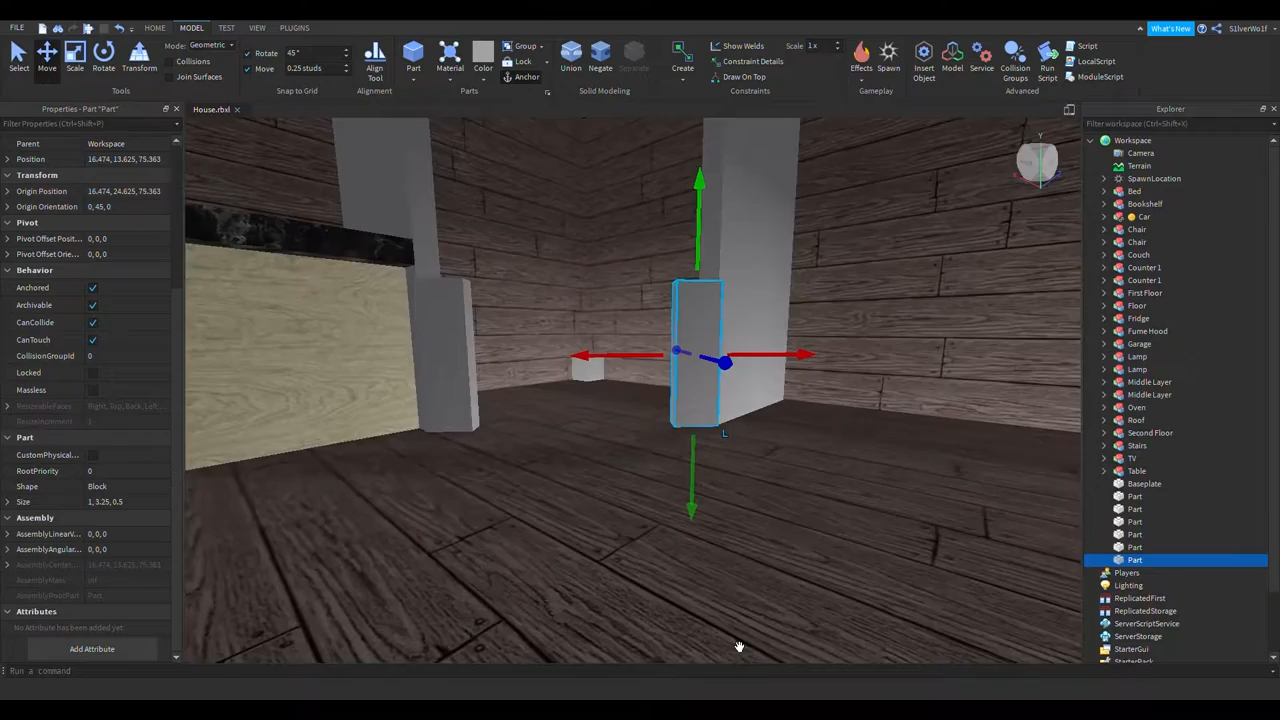 FILE HOME MODEL TEST VIEW PLUGINS What's New S1lverWo1f
Select Move Scale Rotate Transform
Mode: Geometric
Collisions
Join Surfaces
Tools
Rotate 45°
Move 0.25 studs
Snap to Grid
Align Tool
Alignment
Part Material Color
Group
Lock
Anchor
Parts
Union Negate Separate
Solid Modeling
Create
Show Welds Scale 1x
Constraint Details
Draw On Top
Constraints
Effects Spawn
Gameplay
Insert Object Model Service Collision Groups Run Script
Script
LocalScript
ModuleScript
Advanced
Properties - Part "Part"
Filter Properties (Ctrl+Shift+P)
Parent Workspace
Position 16.474, 13.625, 75.363
Transform
Origin Position 16.474, 24.625, 75.363
Origin Orientation 0, 45, 0
Pivot
Pivot Offset Posit... 0, 0, 0
Pivot Offset Orie... 0, 0, 0
Behavior
Anchored
Archivable
CanCollide
CanTouch
CollisionGroupId 0
Locked
Massless
ResizeableFaces Right, Top, Back, Left...
ResizeIncrement 1
Part
CustomPhysical...
RootPriority 0
Shape Block
Size 1, 3.25, 0.5
Assembly
AssemblyLinearV... 0, 0, 0
AssemblyAngular... 0, 0, 0
AssemblyCenter... 16.474, 13.625, 75.363
AssemblyMass inf
AssemblyRootPart Part
Attributes
No Attribute has been added yet
Add Attribute
House.rbxl
L
Y
Explorer
Filter workspace (Ctrl+Shift+X)
Workspace
Camera
Terrain
SpawnLocation
Bed
Bookshelf
Car
Chair
Chair
Couch
Counter 1
Counter 1
First Floor
Floor
Fridge
Fume Hood
Garage
Lamp
Lamp
Middle Layer
Middle Layer
Oven
Roof
Second Floor
Stairs
TV
Table
Baseplate
Part
Part
Part
Part
Part
Part
Players
Lighting
ReplicatedFirst
ReplicatedStorage
ServerScriptService
ServerStorage
StarterGui
StarterPack
Run a command